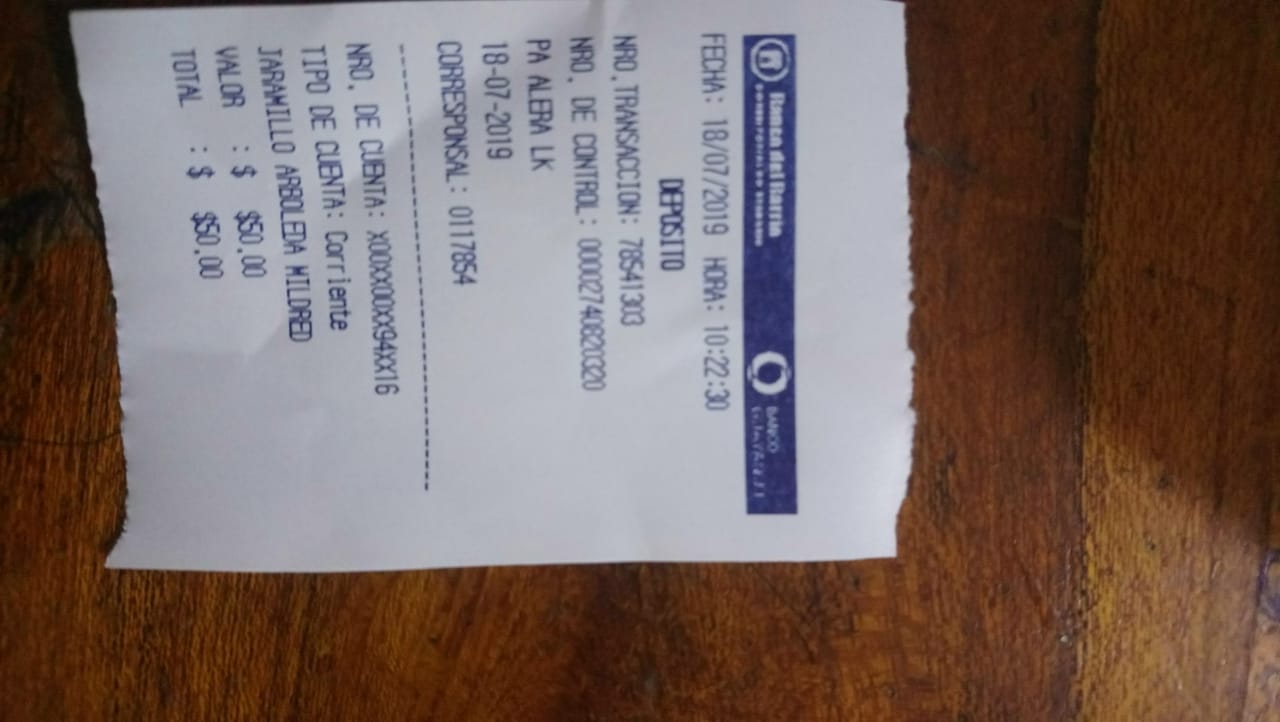 Banco del Barrio
BANCO
GUAYAQUIL
FECHA: 18/07/2019 HORA: 10:22:30
DEPOSITO
NRO.TRANSACCION: 78541303
NRO. DE CONTROL: 00002740820320
PA ALERA LK
18-07-2019
CORRESPONSAL: 0117854
NRO. DE CUENTA: X00XX00XX94XX16
TIPO DE CUENTA: Corriente
JARAMILLO ARBOLEDA MILDRED
VALOR : $ $50.00
TOTAL : $ $50.00